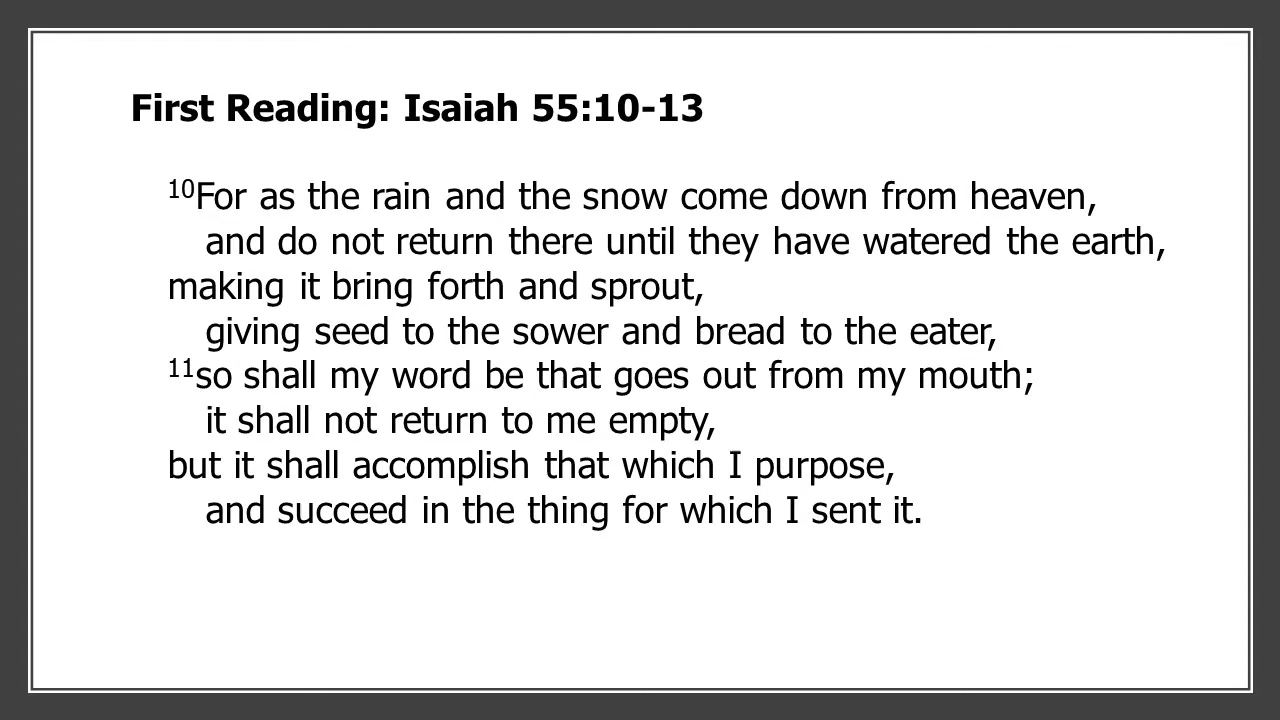 First Reading: Isaiah 55:10-13
¹⁰For as the rain and the snow come down from heaven,
and do not return there until they have watered the earth,
making it bring forth and sprout,
giving seed to the sower and bread to the eater,
¹¹so shall my word be that goes out from my mouth;
it shall not return to me empty,
but it shall accomplish that which I purpose,
and succeed in the thing for which I sent it.